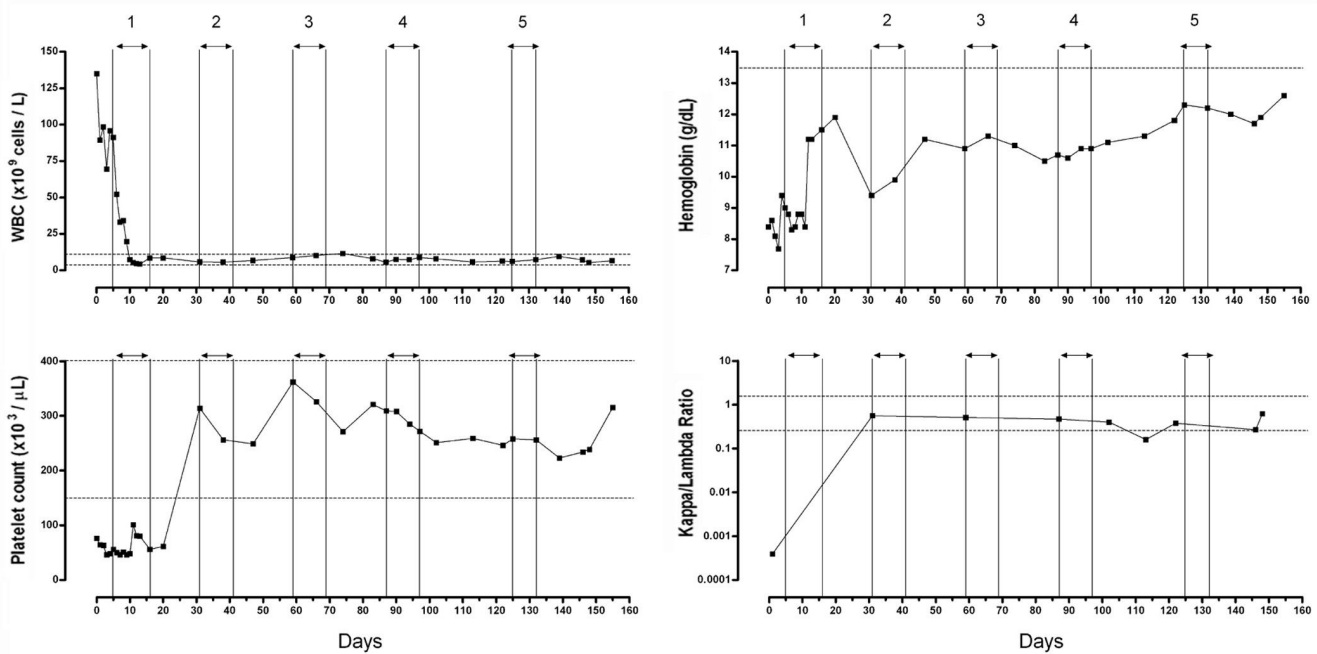 1 2 3 4 5
WBC (x10⁹ cells / L)
150
125
100
75
50
25
0
0 10 20 30 40 50 60 70 80 90 100 110 120 130 140 150 160
1 2 3 4 5
Hemoglobin (g/dL)
14
13
12
11
10
9
8
7
0 10 20 30 40 50 60 70 80 90 100 110 120 130 140 150 160
Platelet count (x10³ / μL)
400
300
200
100
0
0 10 20 30 40 50 60 70 80 90 100 110 120 130 140 150 160
Days
Kappa/Lambda Ratio
10
1
0.1
0.01
0.001
0.0001
0 10 20 30 40 50 60 70 80 90 100 110 120 130 140 150 160
Days